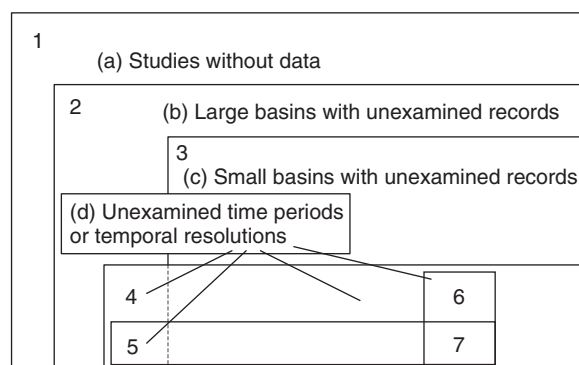 1
(a) Studies without data
2
(b) Large basins with unexamined records
3
(c) Small basins with unexamined records
(d) Unexamined time periods
or temporal resolutions
4
6
5
7